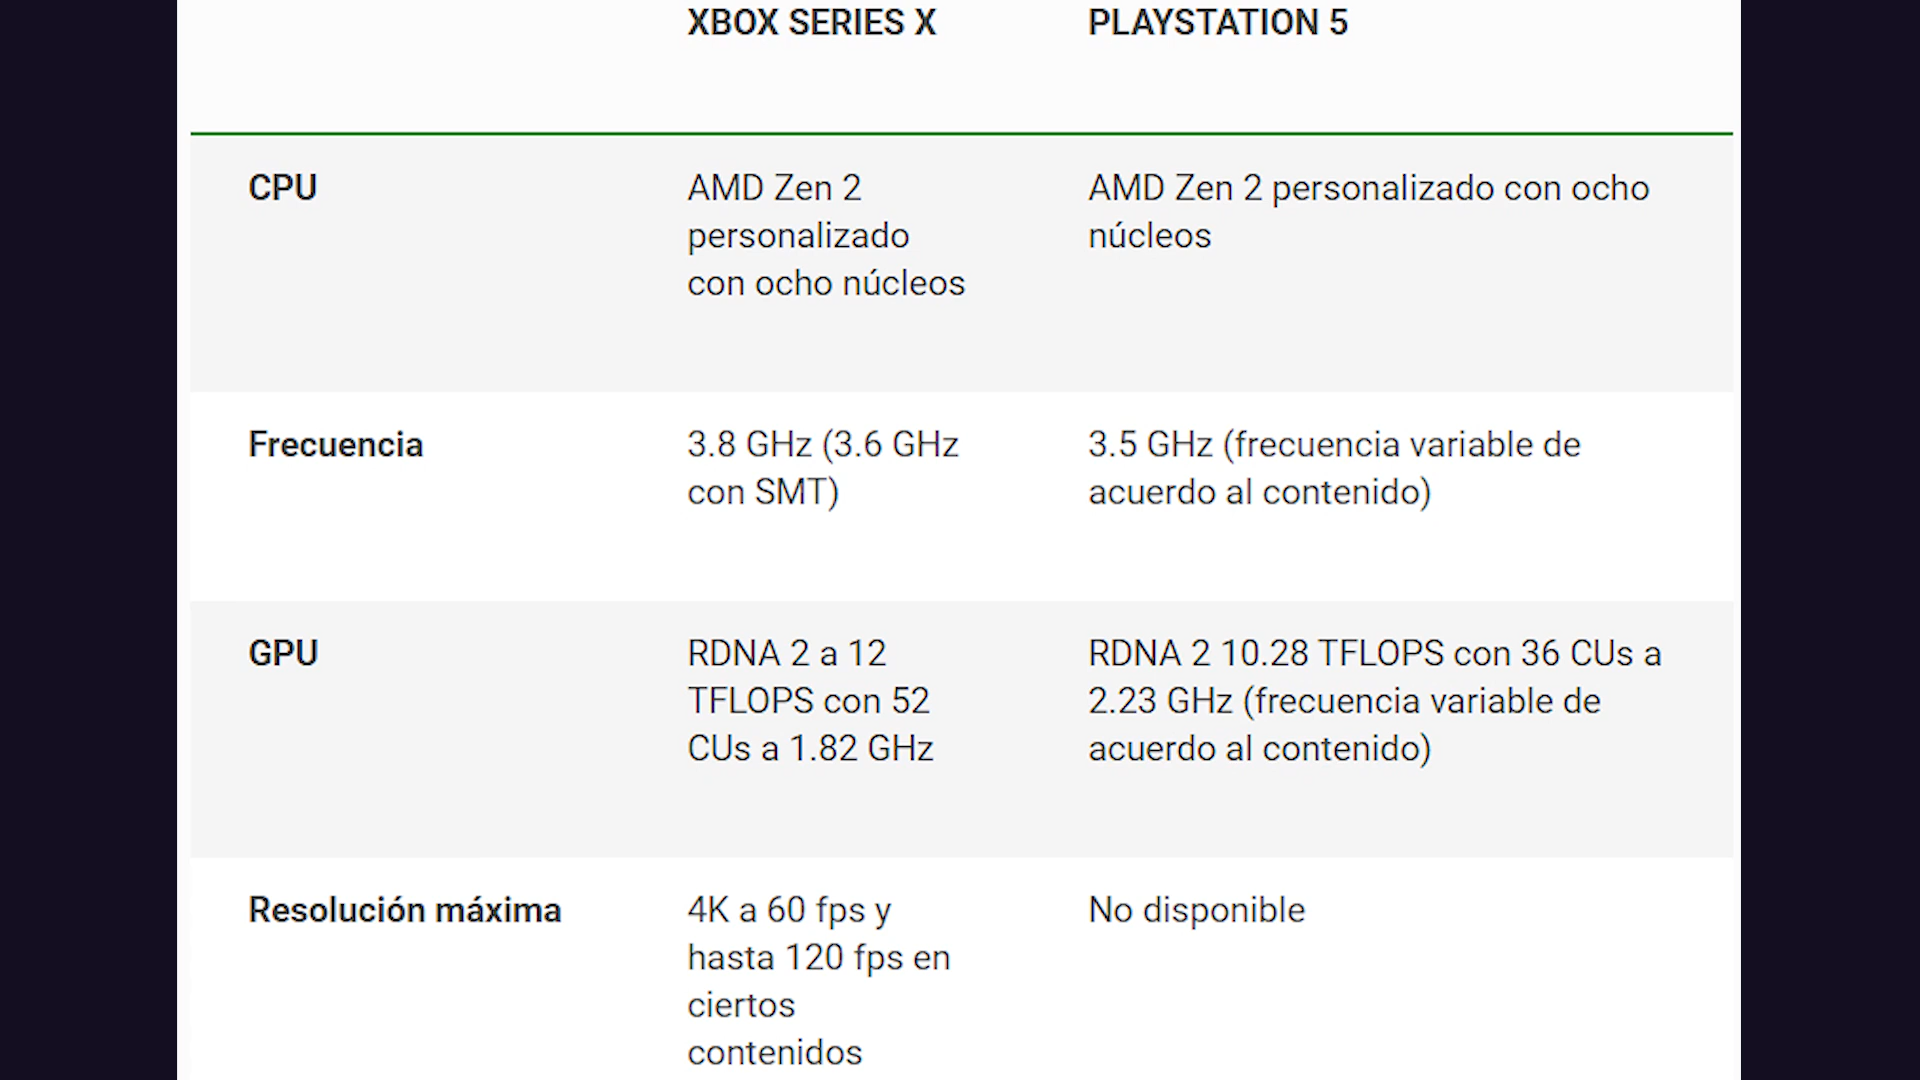 XBOX SERIES X
PLAYSTATION 5
CPU
AMD Zen 2
personalizado
con ocho núcleos
AMD Zen 2 personalizado con ocho
núcleos
Frecuencia
3.8 GHz (3.6 GHz
con SMT)
3.5 GHz (frecuencia variable de
acuerdo al contenido)
GPU
RDNA 2 a 12
TFLOPS con 52
CUs a 1.82 GHz
RDNA 2 10.28 TFLOPS con 36 CUs a
2.23 GHz (frecuencia variable de
acuerdo al contenido)
Resolución máxima
4K a 60 fps y
hasta 120 fps en
ciertos
contenidos
No disponible